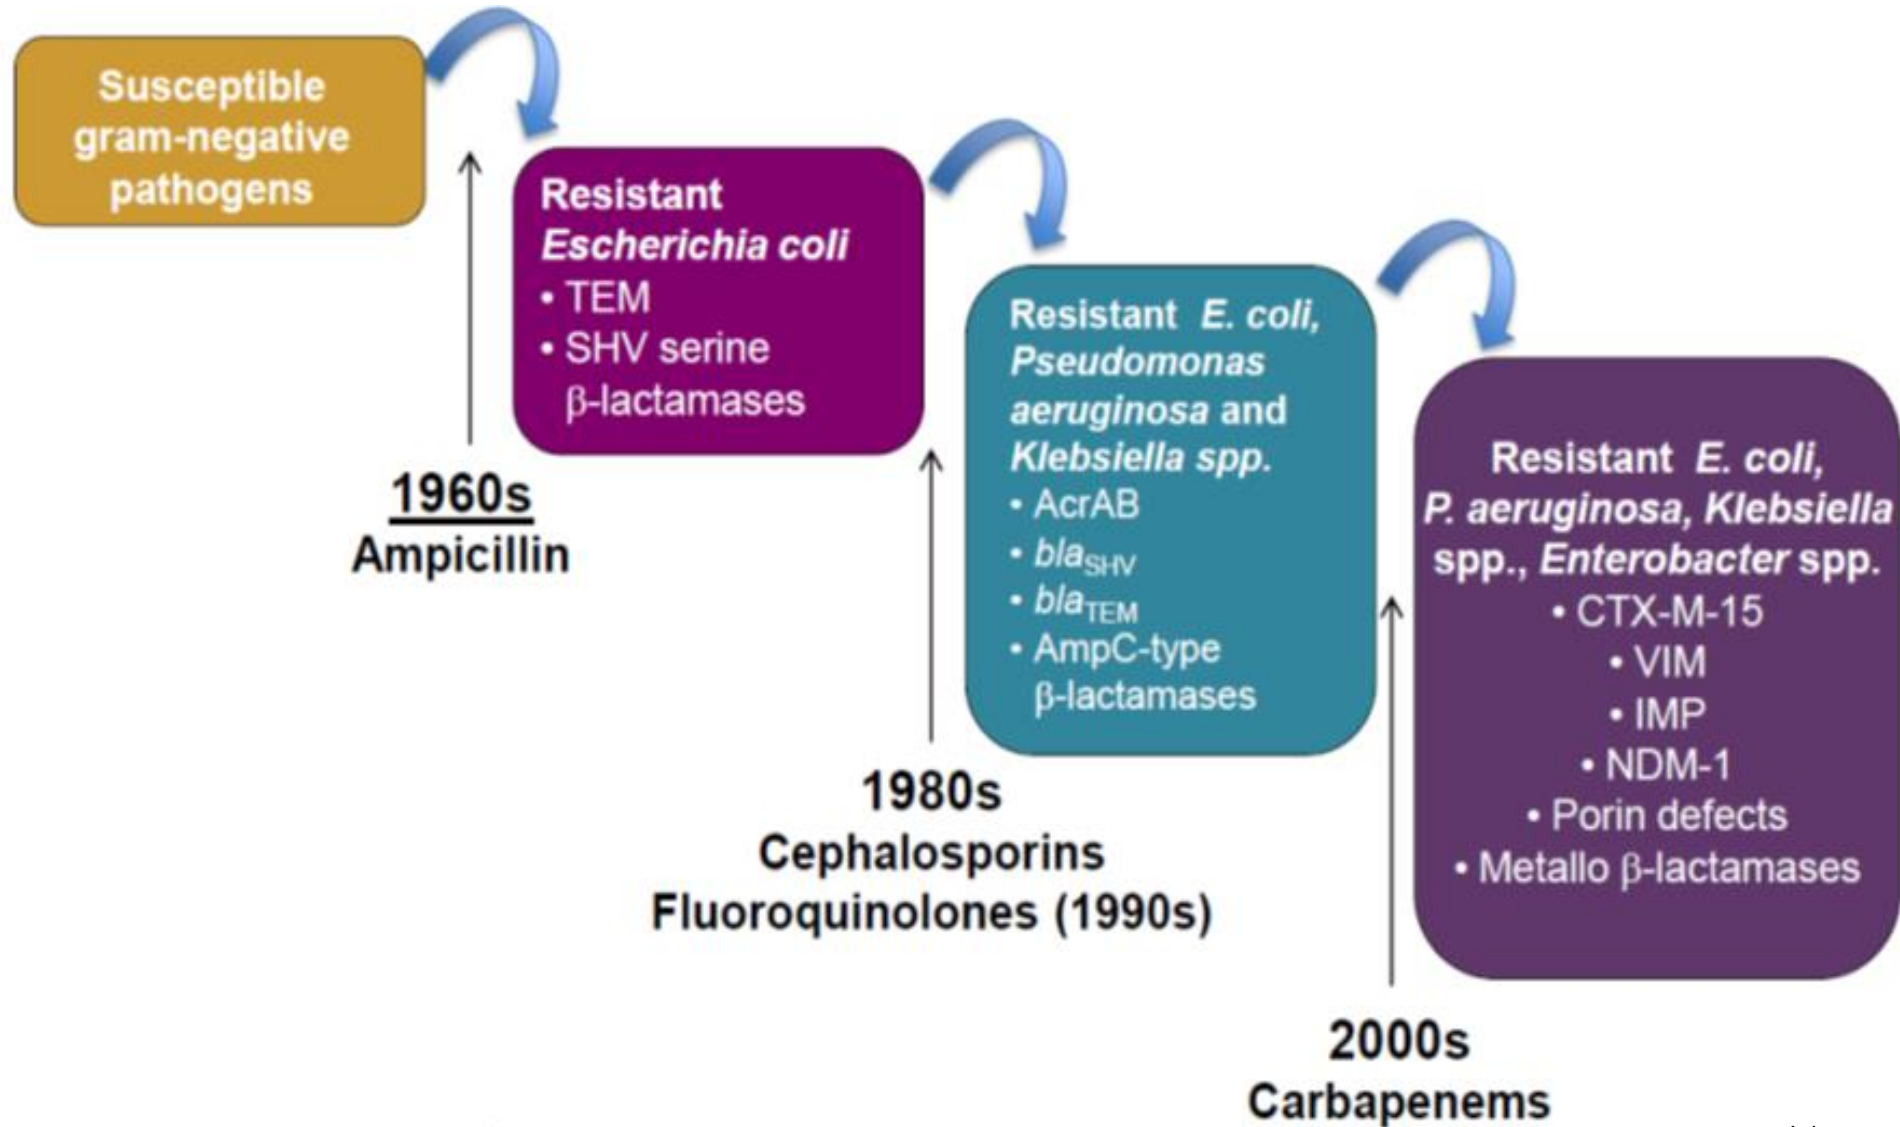 Susceptible
gram-negative
pathogens
Resistant
Escherichia coli
• TEM
• SHV serine
β-lactamases
1960s
Ampicillin
Resistant E. coli,
Pseudomonas
aeruginosa and
Klebsiella spp.
• AcrAB
• blaSHV
• blaTEM
• AmpC-type
β-lactamases
1980s
Cephalosporins
Fluoroquinolones (1990s)
Resistant E. coli,
P. aeruginosa, Klebsiella
spp., Enterobacter spp.
• CTX-M-15
• VIM
• IMP
• NDM-1
• Porin defects
• Metallo β-lactamases
2000s
Carbapenems